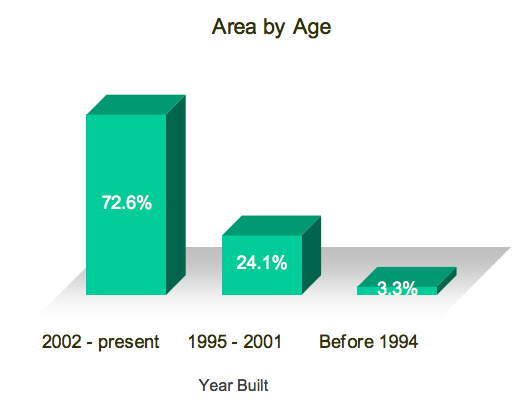 Area by Age
72.6%
24.1%
3.3%
2002 - present
1995 - 2001
Before 1994
Year Built